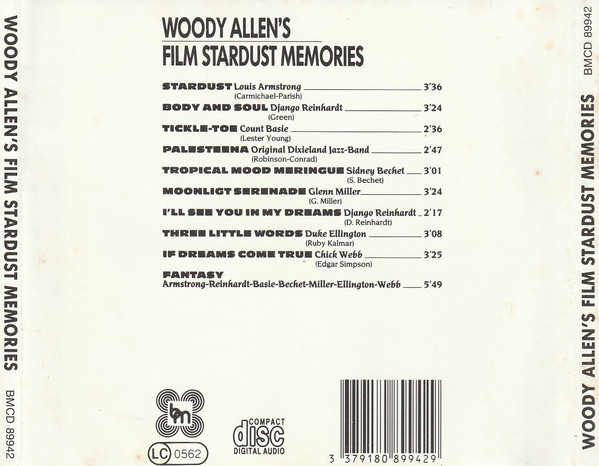 WOODY ALLEN'S FILM STARDUST MEMORIES
BMCD 89942
WOODY ALLEN'S
FILM STARDUST MEMORIES
STARDUST Louis Armstrong 3'36
(Carmichael-Parish)
BODY AND SOUL Django Reinhardt 3'24
(Green)
TICKLE-TOE Count Basie 2'36
(Lester Young)
PALESTEENA Original Dixieland Jazz-Band 2'47
(Robinson-Conrad)
TROPICAL MOOD MERINGUE Sidney Bechet 3'01
(S. Bechet)
MOONLIGT SERENADE Glenn Miller 3'24
(G. Miller)
I'LL SEE YOU IN MY DREAMS Django Reinhardt 2'17
(D. Reinhardt)
THREE LITTLE WORDS Duke Ellington 3'08
(Ruby Kalmar)
IF DREAMS COME TRUE Chick Webb 3'25
(Edgar Simpson)
FANTASY
Armstrong-Reinhardt-Basie-Bechet-Miller-Ellington-Webb 5'49
bm
LC 0562
COMPACT
disc
DIGITAL AUDIO
3 379180 899429
BMCD 89942
WOODY ALLEN'S FILM STARDUST MEMORIES